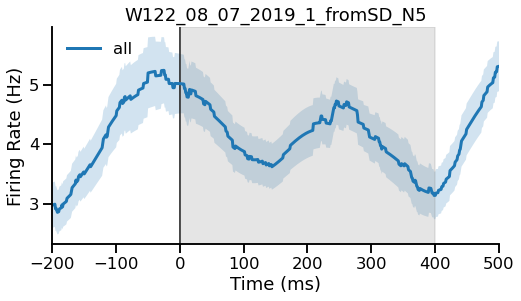 W122_08_07_2019_1_fromSD_N5
all
Firing Rate (Hz)
5
4
3
−200 −100 0 100 200 300 400 500
Time (ms)